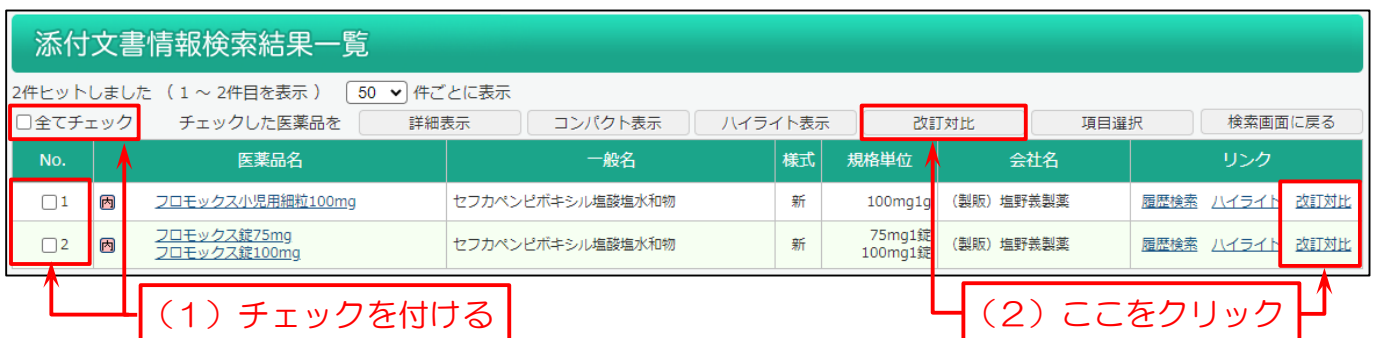 添付文書情報検索結果一覧
2件ヒットしました （ 1 ～ 2件目を表示 ） 50 件ごとに表示
全てチェック チェックした医薬品を 詳細表示 コンパクト表示 ハイライト表示 改訂対比 項目選択 検索画面に戻る
No. 医薬品名 一般名 様式 規格単位 会社名 リンク
1 内 フロモックス小児用細粒100mg セフカペンピボキシル塩酸塩水和物 新 100mg1g （製販）塩野義製薬 履歴検索 ハイライト 改訂対比
2 内 フロモックス錠75mg セフカペンピボキシル塩酸塩水和物 新 75mg1錠 （製販）塩野義製薬 履歴検索 ハイライト 改訂対比
フロモックス錠100mg 100mg1錠
（１）チェックを付ける （２）ここをクリック